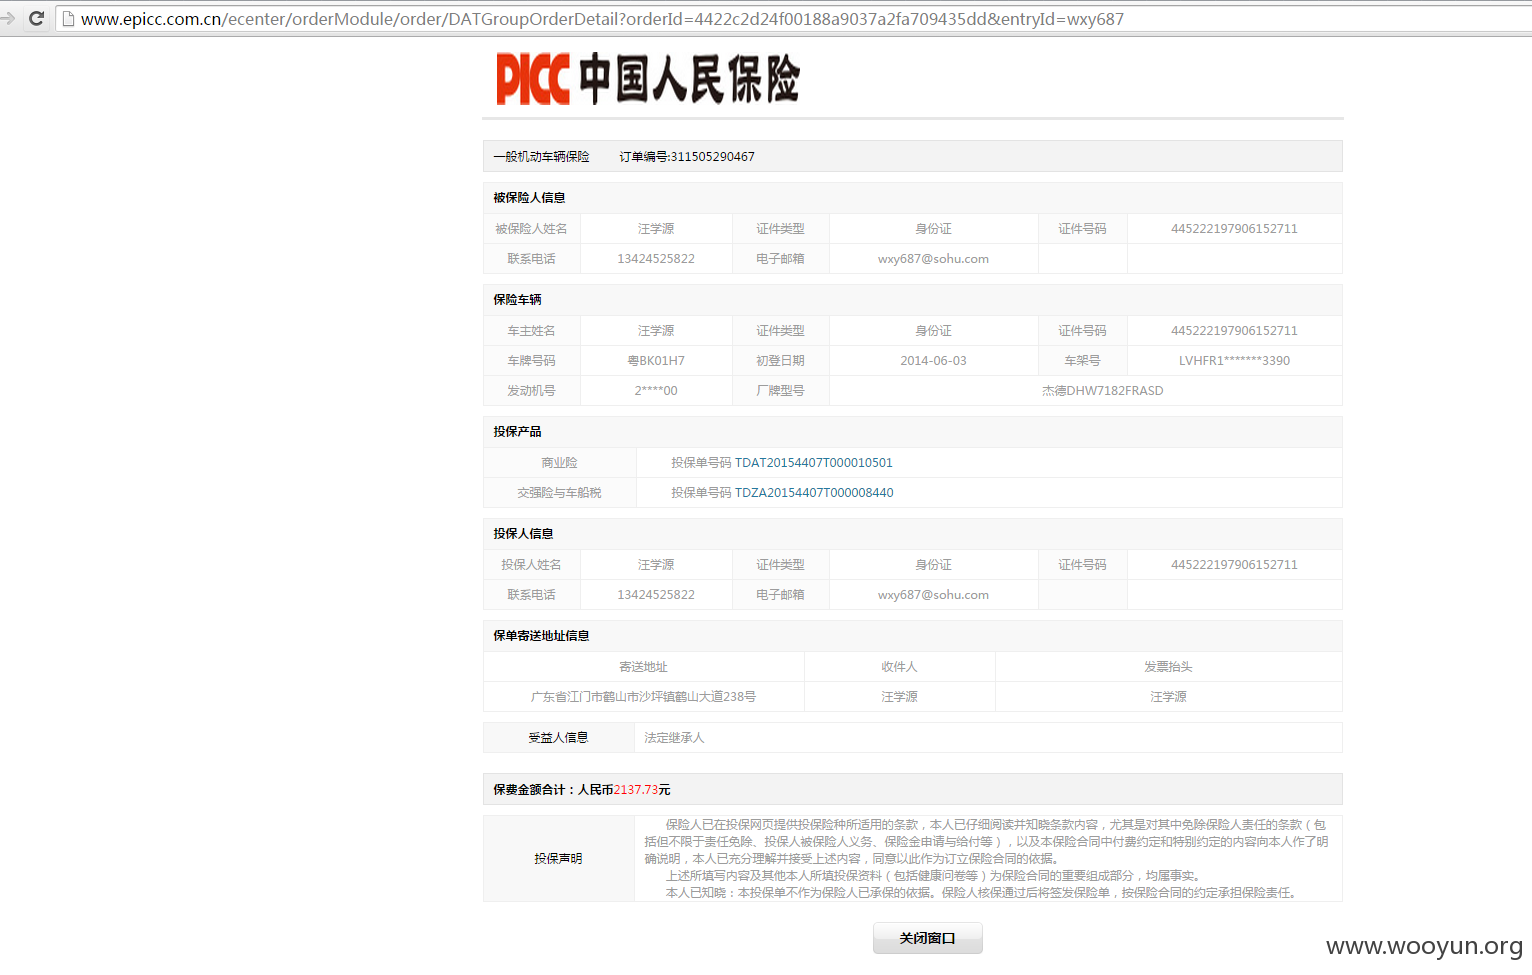 www.epicc.com.cn/ecenter/orderModule/order/DATGroupOrderDetail?orderId=4422c2d24f00188a9037a2fa709435dd&entryId=wxy687
PICC 中国人民保险
一般机动车辆保险 订单编号:311505290467
被保险人信息
被保险人姓名 汪学源 证件类型 身份证 证件号码 445222197906152711
联系电话 13424525822 电子邮箱 wxy687@sohu.com
保险车辆
车主姓名 汪学源 证件类型 身份证 证件号码 445222197906152711
车牌号码 粤BK01H7 初登日期 2014-06-03 车架号 LVHFR1*******3390
发动机号 2****00 厂牌型号 杰德DHW7182FRASD
投保产品
商业险 投保单号码 TDAT20154407T000010501
交强险与车船税 投保单号码 TDZA20154407T000008440
投保人信息
投保人姓名 汪学源 证件类型 身份证 证件号码 445222197906152711
联系电话 13424525822 电子邮箱 wxy687@sohu.com
保单寄送地址信息
寄送地址 收件人 发票抬头
广东省江门市鹤山市沙坪镇鹤山大道238号 汪学源 汪学源
受益人信息 法定继承人
保费金额合计：人民币2137.73元
保险人已在投保网页提供投保险种所适用的条款，本人已仔细阅读并知晓条款内容，尤其是对其中免除保险人责任的条款（包
括但不限于责任免除、投保人被保险人义务、保险金申请与给付等），以及本保险合同中付费约定和特别约定的内容向本人作了明
投保声明 确说明，本人已充分理解并接受上述内容，同意以此作为订立保险合同的依据。
上述所填写内容及其他本人所填投保资料（包括健康问卷等）为保险合同的重要组成部分，均属事实。
本人已知晓：本投保单不作为保险人已承保的依据。保险人核保通过后将签发保险单，按保险合同的约定承担保险责任。
关闭窗口
www.wooyun.org